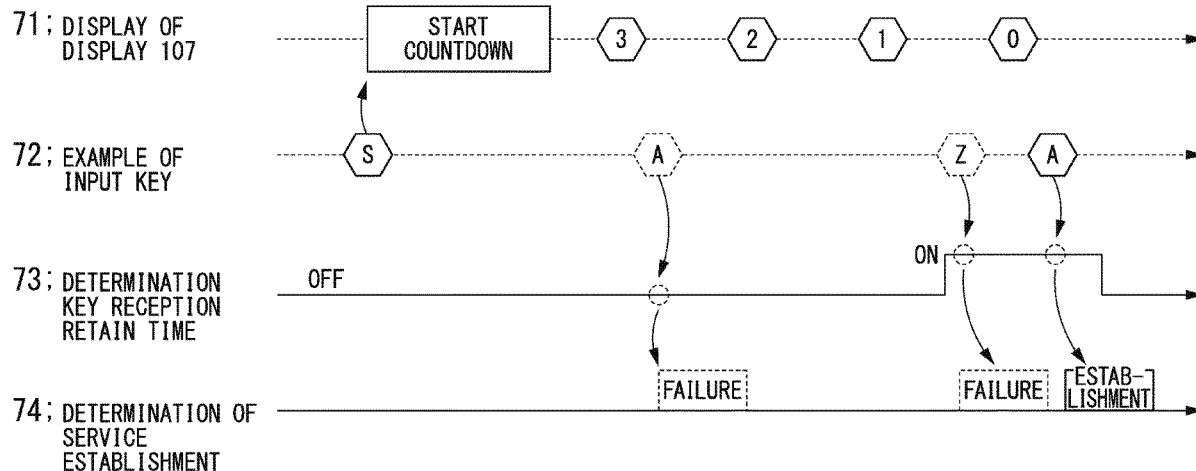 71; DISPLAY OF
DISPLAY 107
START
COUNTDOWN
3
2
1
0
72; EXAMPLE OF
INPUT KEY
S
A
Z
A
73; DETERMINATION
KEY RECEPTION
RETAIN TIME
OFF
ON
74; DETERMINATION OF
SERVICE
ESTABLISHMENT
FAILURE
FAILURE
ESTAB-
LISHMENT